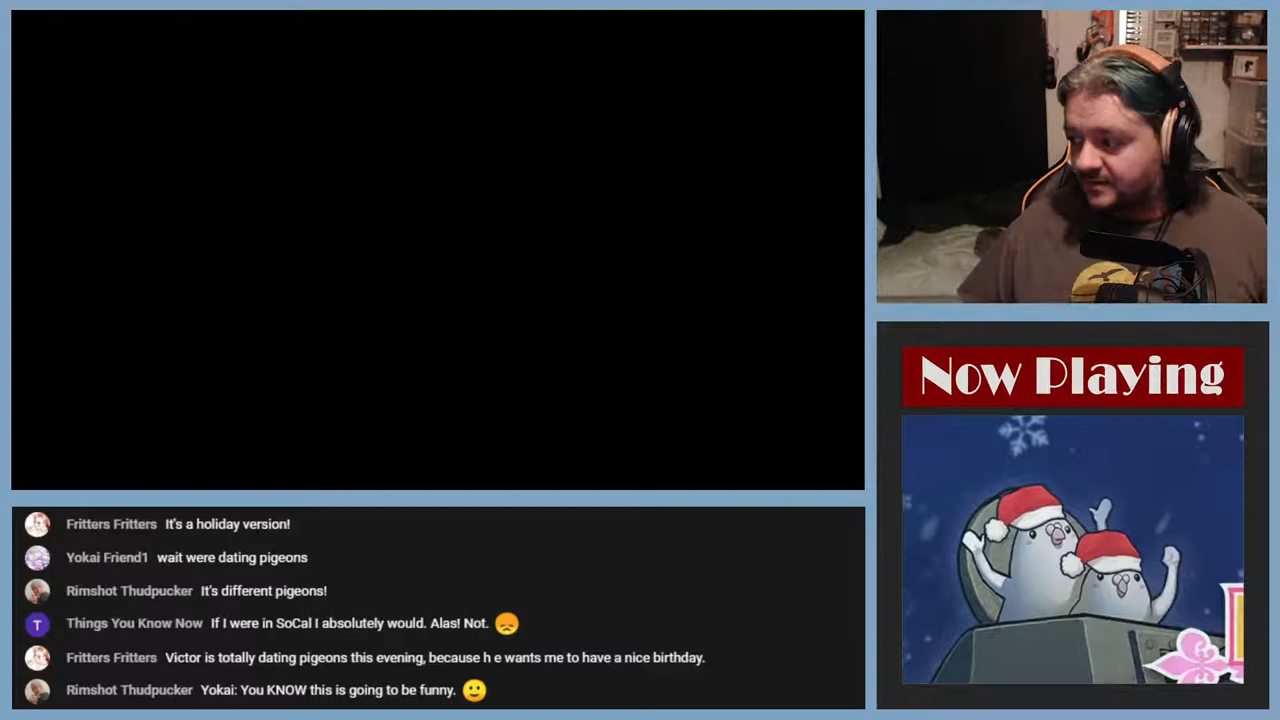 Now Playing
Fritters Fritters It's a holiday version!
Yokai Friend1 wait were dating pigeons
Rimshot Thudpucker It's different pigeons!
T Things You Know Now If I were in SoCal I absolutely would. Alas! Not. 😞
Fritters Fritters Victor is totally dating pigeons this evening, because h e wants me to have a nice birthday.
Rimshot Thudpucker Yokai: You KNOW this is going to be funny. 🙂